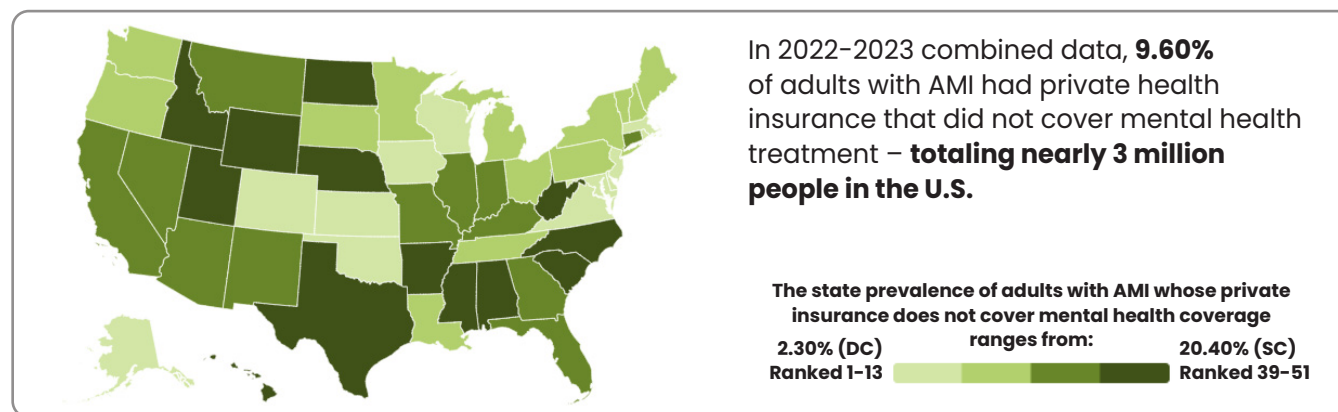 In 2022-2023 combined data, 9.60%
of adults with AMI had private health
insurance that did not cover mental health
treatment – totaling nearly 3 million
people in the U.S.
The state prevalence of adults with AMI whose private
insurance does not cover mental health coverage
ranges from:
2.30% (DC)
Ranked 1-13
20.40% (SC)
Ranked 39-51